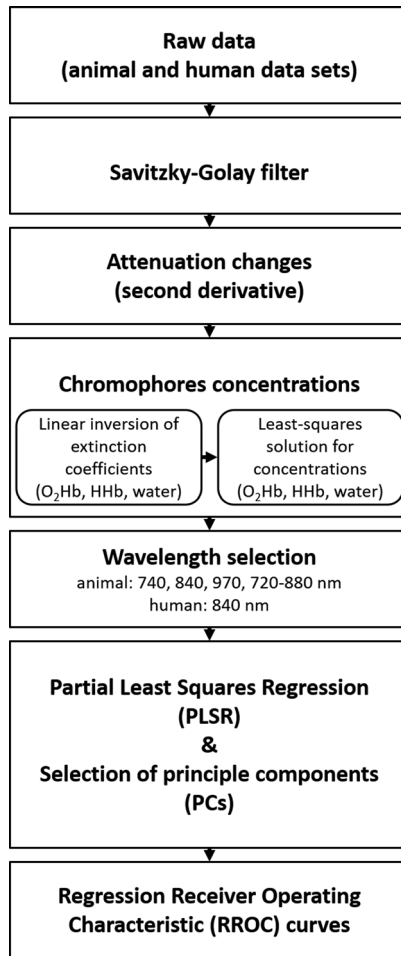 Raw data
(animal and human data sets)
Savitzky-Golay filter
Attenuation changes
(second derivative)
Chromophores concentrations
Linear inversion of
extinction
coefficients
(O₂Hb, HHb, water)
Least-squares
solution for
concentrations
(O₂Hb, HHb, water)
Wavelength selection
animal: 740, 840, 970, 720-880 nm
human: 840 nm
Partial Least Squares Regression
(PLSR)
&
Selection of principle components
(PCs)
Regression Receiver Operating
Characteristic (RROC) curves